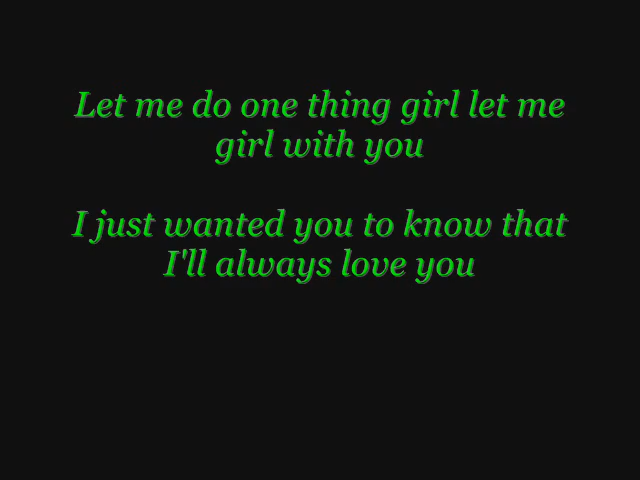 Let me do one thing girl let me
girl with you
I just wanted you to know that
I'll always love you